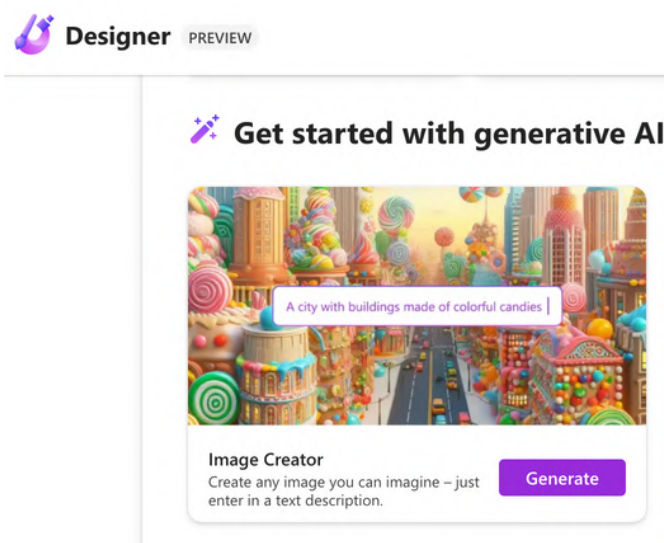 Designer PREVIEW
Get started with generative AI
A city with buildings made of colorful candies
Image Creator
Create any image you can imagine – just
enter in a text description.
Generate